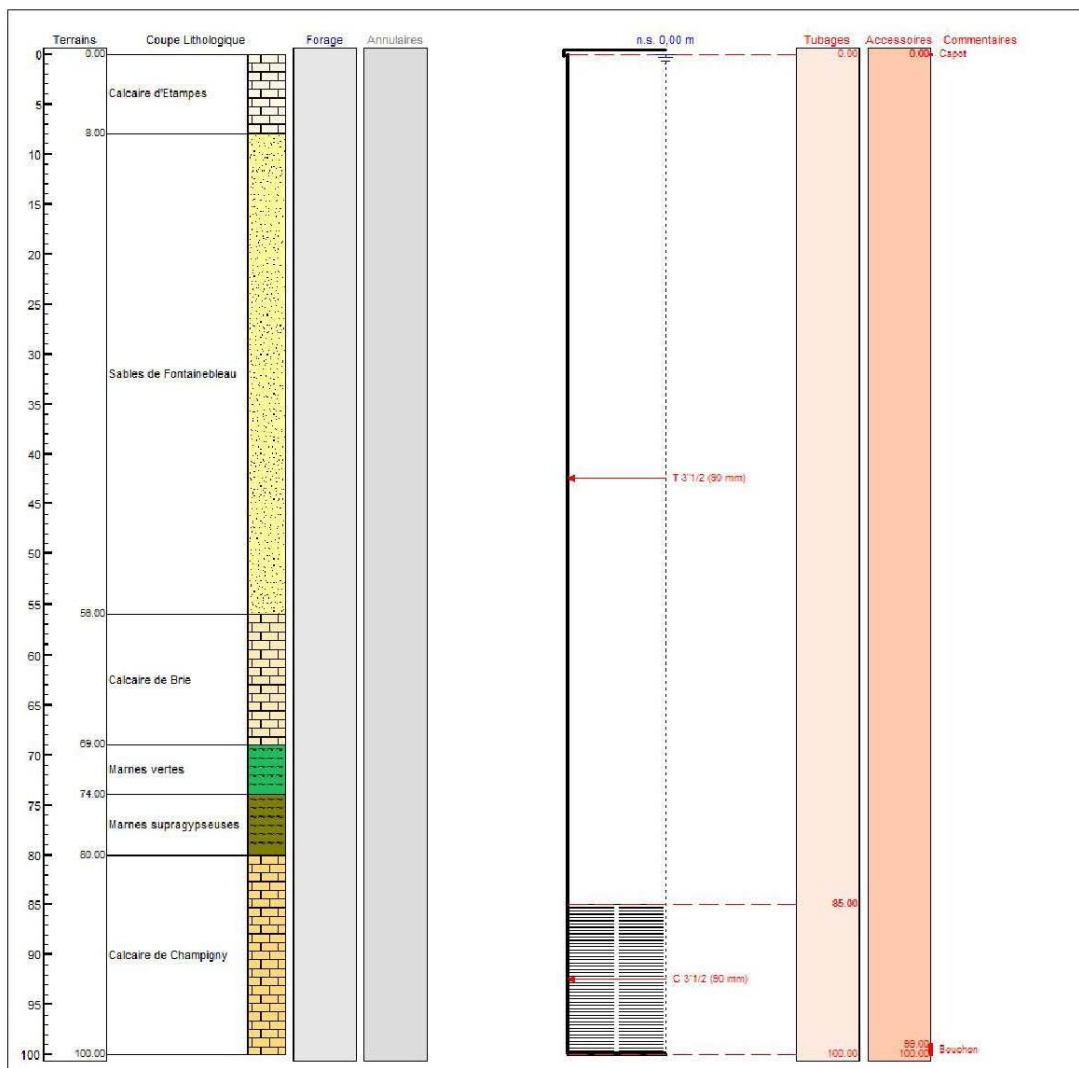 Terrains Coupe Lithologique Forage Annulaires n.s. 0,00 m Tubages Accessoires Commentaires
0 0.00 0.00 0.00 Capot
Calcaire d'Etampes
5
8.00
10
15
20
25
30
Sables de Fontainebleau
35
40
T 3"1/2 (90 mm)
45
50
55
56.00
60
Calcaire de Brie
65
69.00
70
Marnes vertes
74.00
75
Marnes supragypseuses
80 80.00
85 85.00
90
Calcaire de Champigny
C 3"1/2 (90 mm)
95
99.00
100 100.00 100.00 100.00 Bouchon